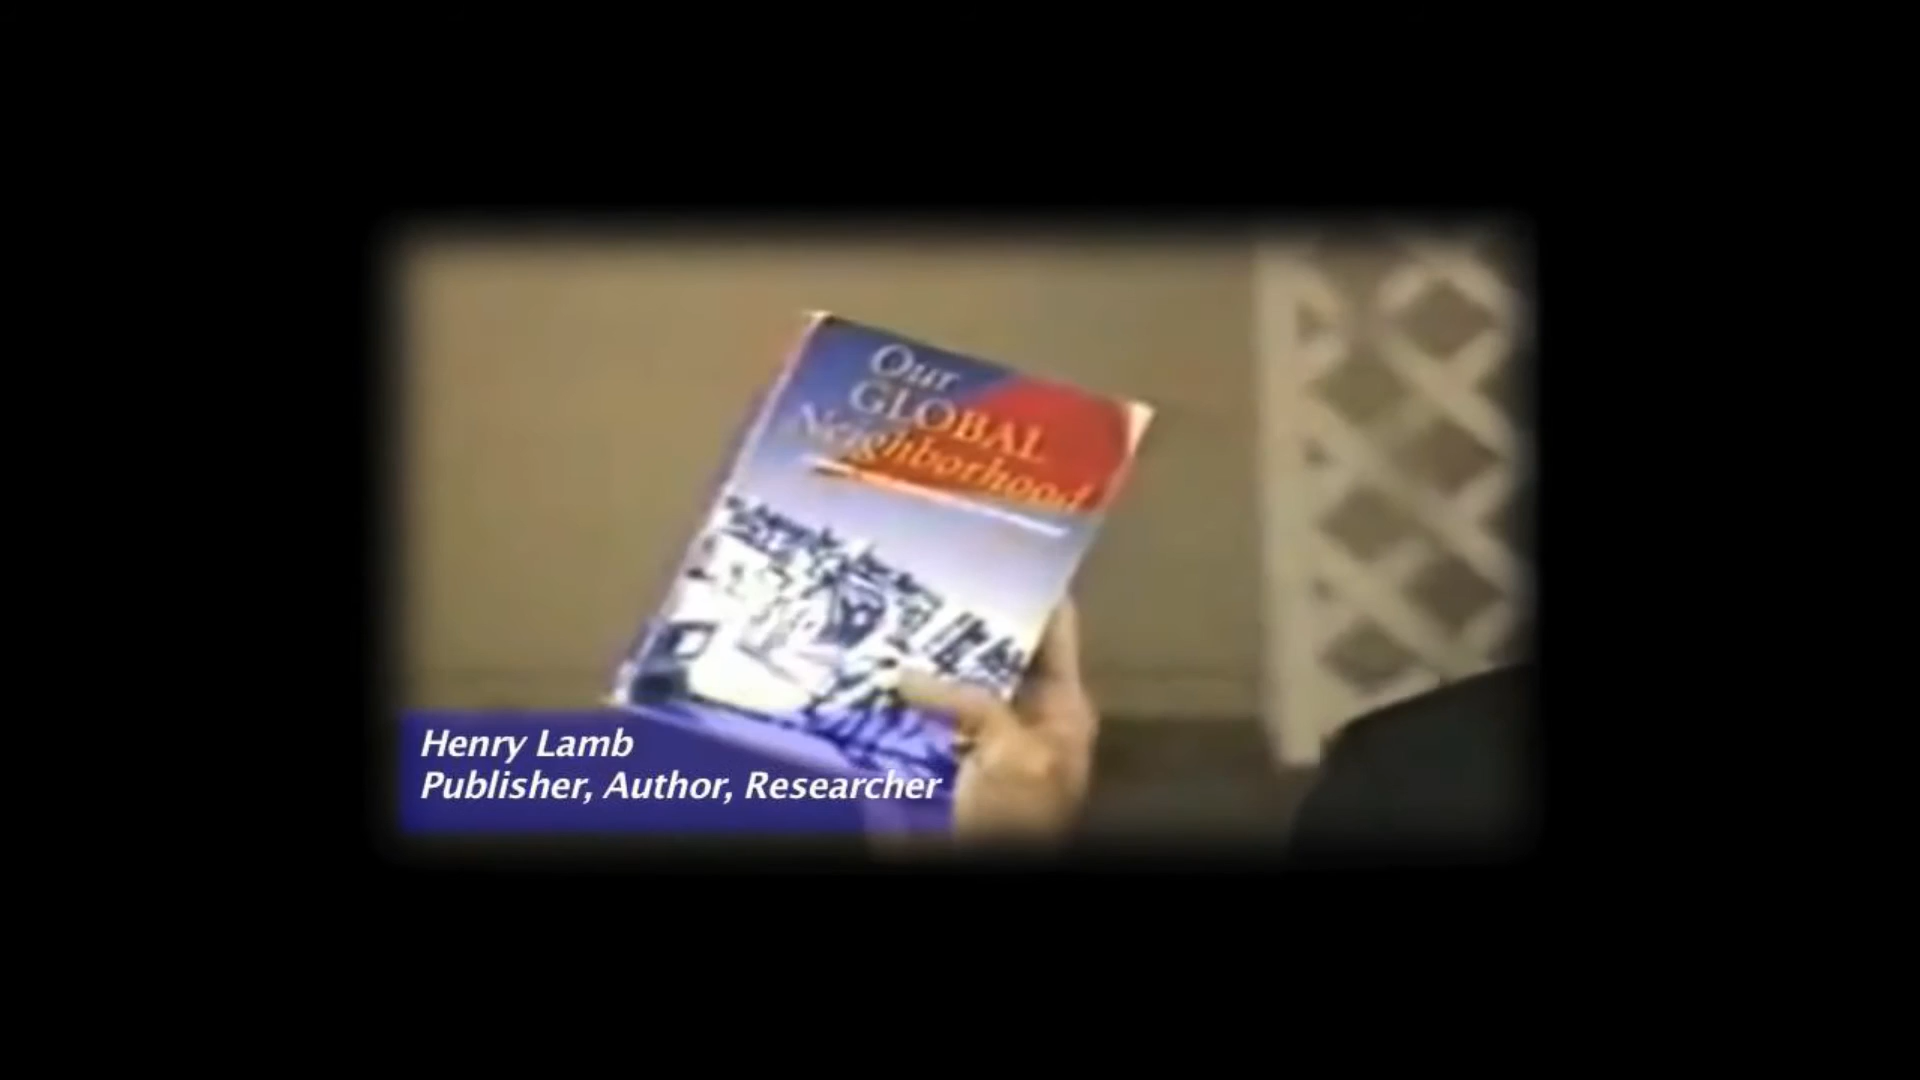 Our
GLOBAL
Neighborhood
Henry Lamb
Publisher, Author, Researcher